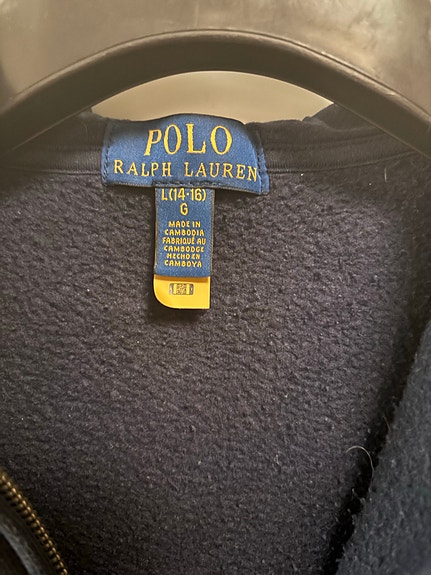 POLO
RALPH LAUREN
L(14-16)
G
MADE IN
CAMBODIA
FABRIQUÉ AU
CAMBODGE
HECHO EN
CAMBOYA